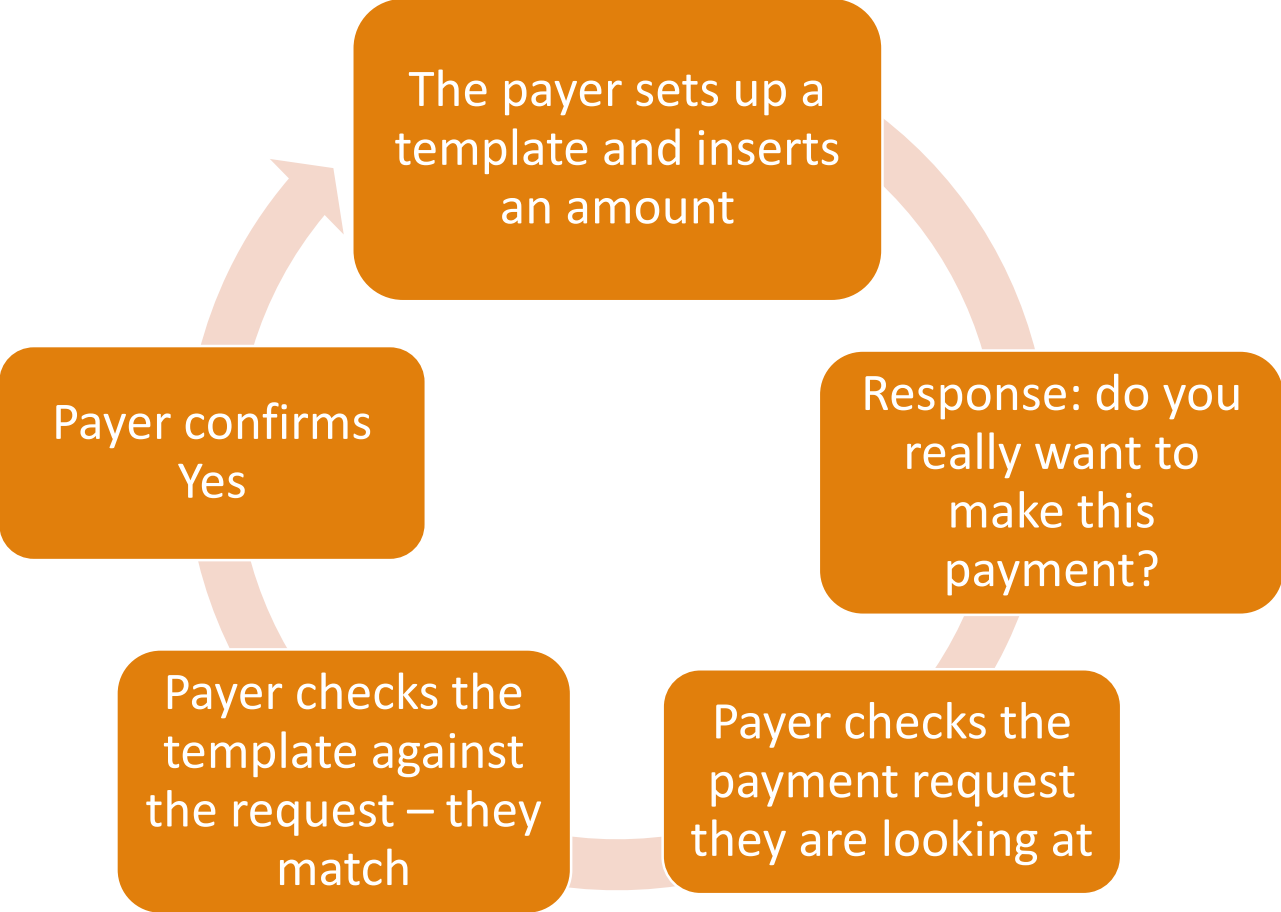 The payer sets up a
template and inserts
an amount
Response: do you
really want to
make this
payment?
Payer checks the
payment request
they are looking at
Payer checks the
template against
the request – they
match
Payer confirms
Yes